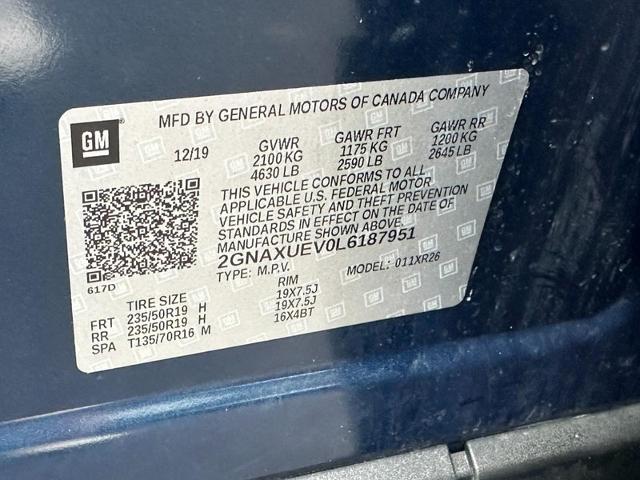 MFD BY GENERAL MOTORS OF CANADA COMPANY
GM
12/19 GVWR GAWR FRT GAWR RR
2100 KG 1175 KG 1200 KG
4630 LB 2590 LB 2645 LB
THIS VEHICLE CONFORMS TO ALL
APPLICABLE U.S. FEDERAL MOTOR
VEHICLE SAFETY AND THEFT PREVENTION
STANDARDS IN EFFECT ON THE DATE OF
MANUFACTURE SHOWN ABOVE.
2GNAXUEV0L6187951
617D
TYPE: M.P.V. MODEL: 011XR26
TIRE SIZE RIM
FRT 235/50R19 H 19X7.5J
RR 235/50R19 H 19X7.5J
SPA T135/70R16 M 16X4BT